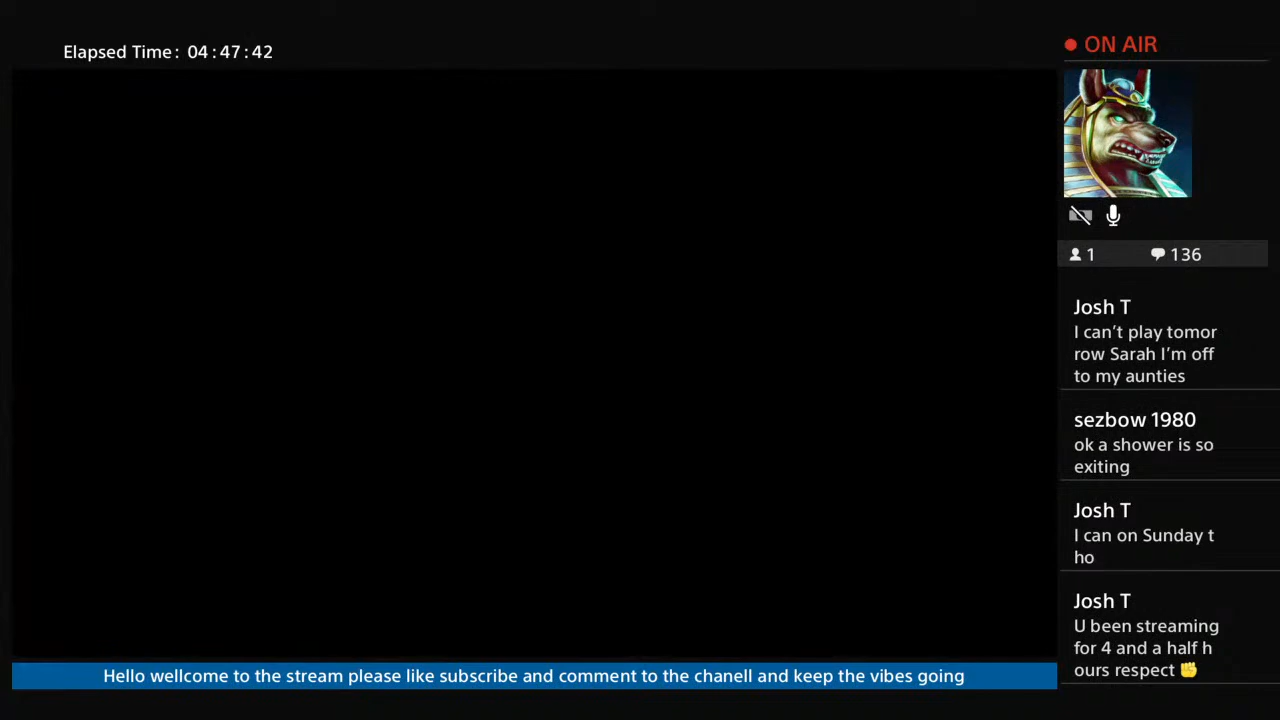 Elapsed Time: 04:47:42
ON AIR
1 136
Josh T
I can't play tomor
row Sarah I'm off
to my aunties
sezbow 1980
ok a shower is so
exiting
Josh T
I can on Sunday t
ho
Josh T
U been streaming
for 4 and a half h
ours respect ✊
Hello wellcome to the stream please like subscribe and comment to the chanell and keep the vibes going